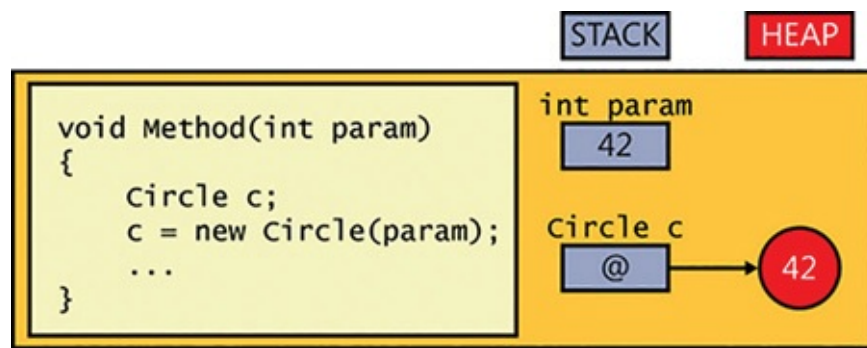 STACK HEAP
void Method(int param)
{
    Circle c;
    c = new Circle(param);
    ...
}
int param
42
Circle c
@ 42